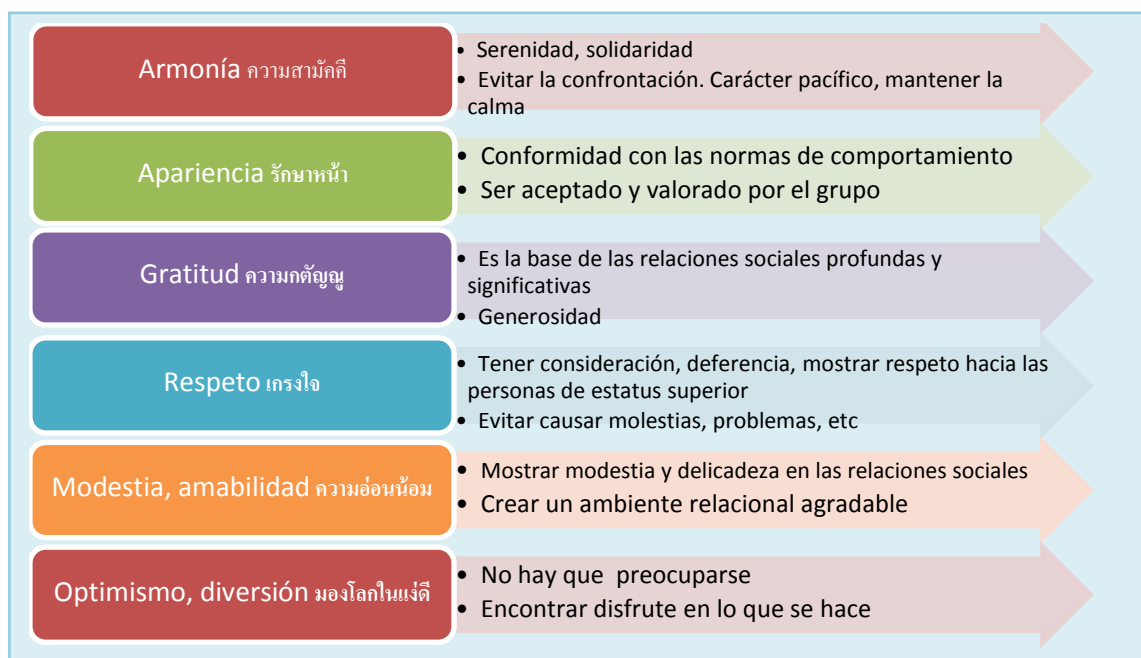 Armonía ความสามัคคี
• Serenidad, solidaridad
• Evitar la confrontación. Carácter pacífico, mantener la
calma
Apariencia รักษาหน้า
• Conformidad con las normas de comportamiento
• Ser aceptado y valorado por el grupo
Gratitud ความกตัญญู
• Es la base de las relaciones sociales profundas y
significativas
• Generosidad
Respeto เกรงใจ
• Tener consideración, deferencia, mostrar respeto hacia las
personas de estatus superior
• Evitar causar molestias, problemas, etc
Modestia, amabilidad ความอ่อนน้อม
• Mostrar modestia y delicadeza en las relaciones sociales
• Crear un ambiente relacional agradable
Optimismo, diversión มองโลกในแง่ดี
• No hay que preocuparse
• Encontrar disfrute en lo que se hace